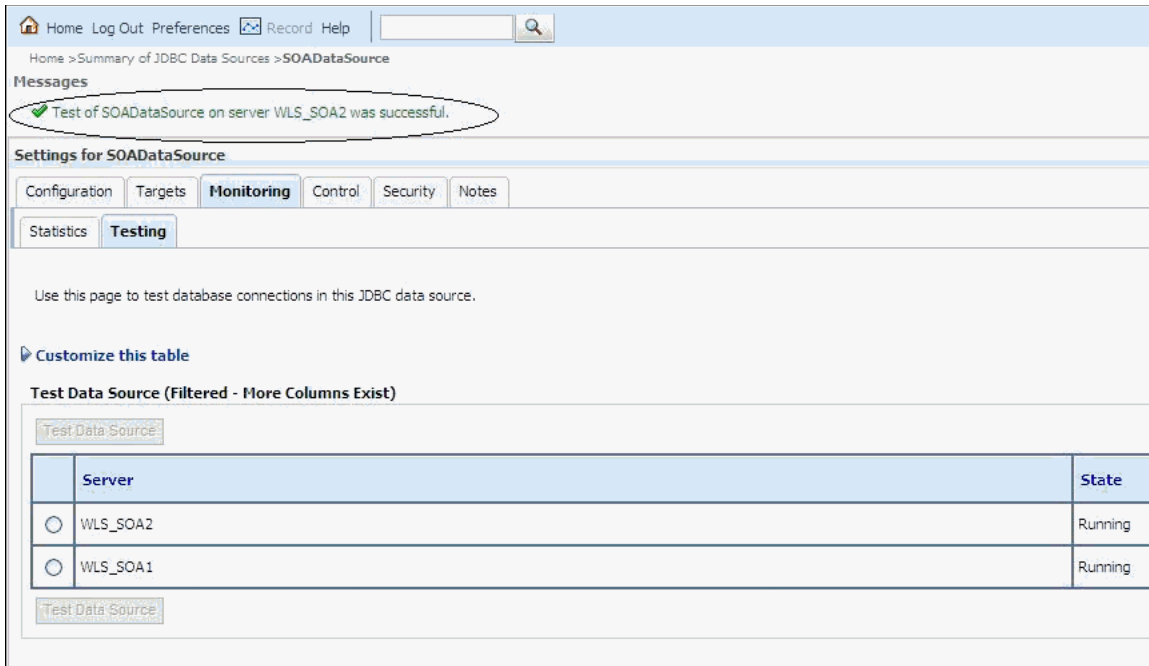 Home Log Out Preferences Record Help
Home >Summary of JDBC Data Sources >SOADataSource
Messages
Test of SOADataSource on server WLS_SOA2 was successful.
Settings for SOADataSource
Configuration Targets Monitoring Control Security Notes
Statistics Testing
Use this page to test database connections in this JDBC data source.
Customize this table
Test Data Source (Filtered - More Columns Exist)
Test Data Source
Server State
WLS_SOA2 Running
WLS_SOA1 Running
Test Data Source